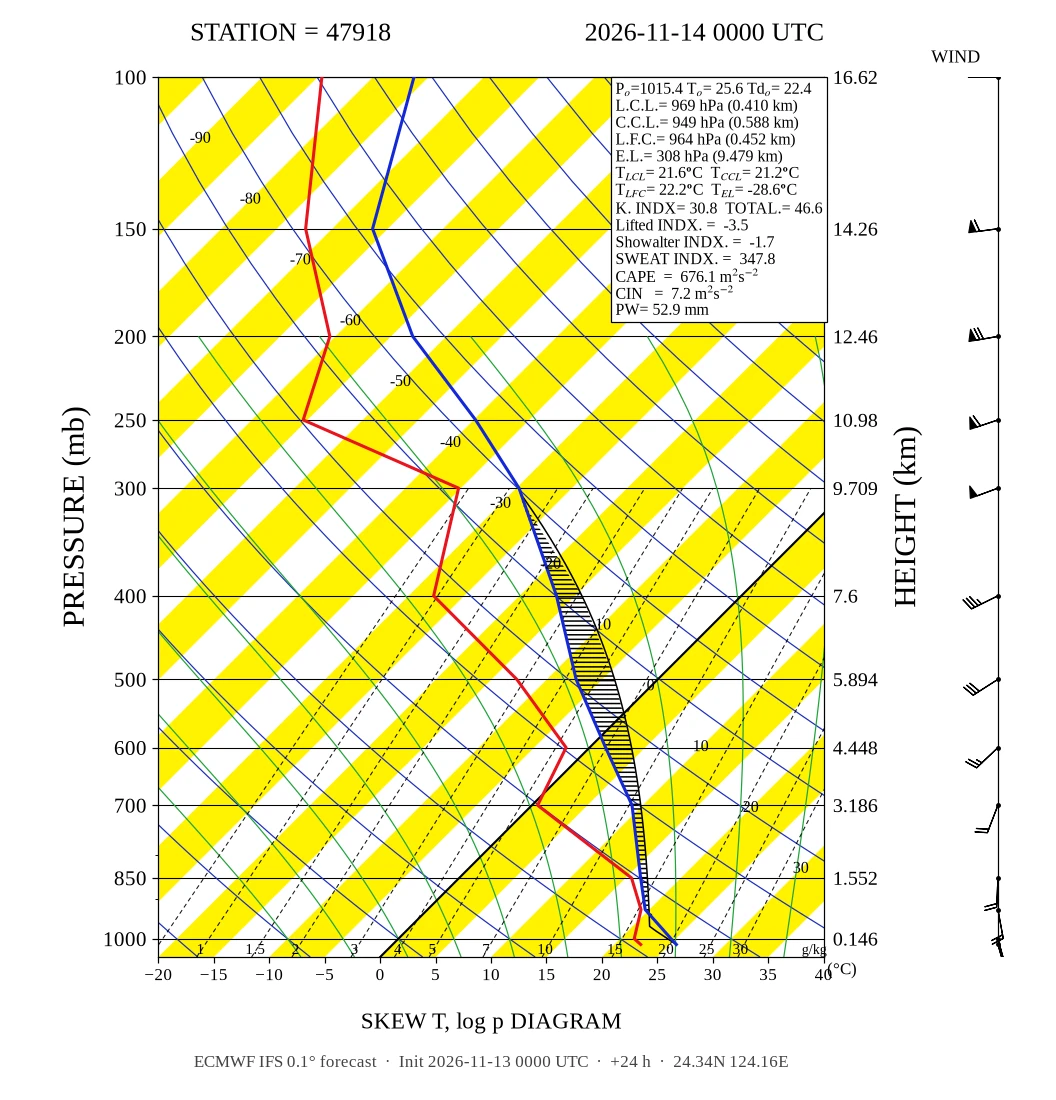 STATION = 47918
2026-11-14 0000 UTC
WIND
Pₒ=1015.4 Tₒ= 25.6 Tdₒ= 22.4
L.C.L.= 969 hPa (0.410 km)
C.C.L.= 949 hPa (0.588 km)
L.F.C.= 964 hPa (0.452 km)
E.L.= 308 hPa (9.479 km)
T_LCL= 21.6°C T_CCL= 21.2°C
T_LFC= 22.2°C T_EL= -28.6°C
K. INDX= 30.8 TOTAL.= 46.6
Lifted INDX. = -3.5
Showalter INDX. = -1.7
SWEAT INDX. = 347.8
CAPE = 676.1 m²s⁻²
CIN = 7.2 m²s⁻²
PW= 52.9 mm
PRESSURE (mb)
100
150
200
250
300
400
500
600
700
850
1000
HEIGHT (km)
16.62
14.26
12.46
10.98
9.709
7.6
5.894
4.448
3.186
1.552
0.146
-90
-80
-70
-60
-50
-40
-30
-20
-10
0
10
20
30
1 1.5 2 3 4 5 7 10 15 20 25 30 g/kg
−20 −15 −10 −5 0 5 10 15 20 25 30 35 40 (°C)
SKEW T, log p DIAGRAM
ECMWF IFS 0.1° forecast · Init 2026-11-13 0000 UTC · +24 h · 24.34N 124.16E